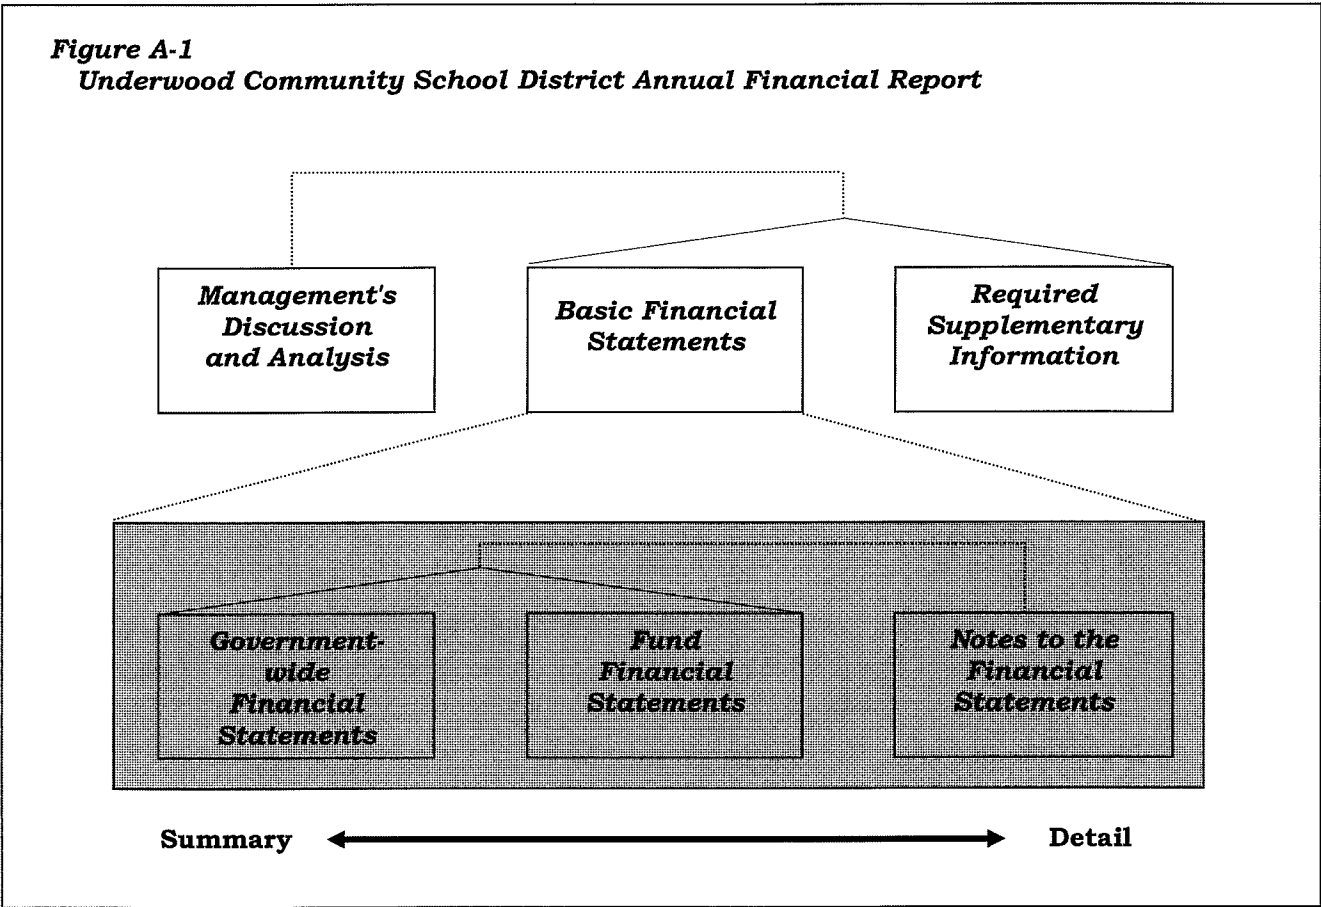 Figure A-1
Underwood Community School District Annual Financial Report
Management's
Discussion
and Analysis
Basic Financial
Statements
Required
Supplementary
Information
Government-
wide
Financial
Statements
Fund
Financial
Statements
Notes to the
Financial
Statements
Summary
Detail